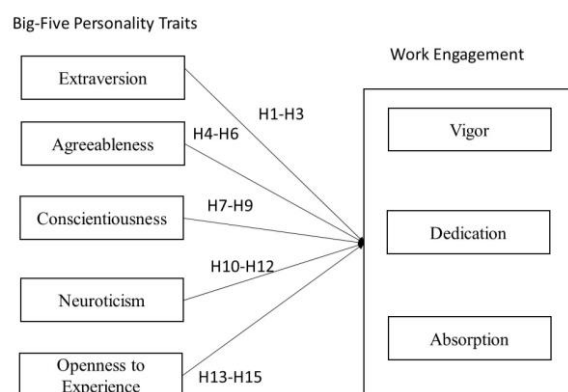 Big-Five Personality Traits
Work Engagement
Extraversion
H1-H3
Vigor
H4-H6
Agreeableness
H7-H9
Conscientiousness
Dedication
H10-H12
Neuroticism
Absorption
Openness to
Experience
H13-H15